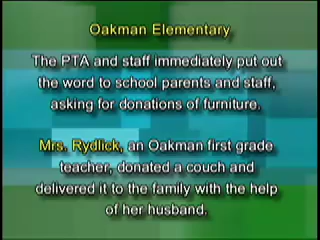 Oakman Elementary
The PTA and staff immediately put out
the word to school parents and staff,
asking for donations of furniture.
Mrs. Rydlick, an Oakman first grade
teacher, donated a couch and
delivered it to the family with the help
of her husband.